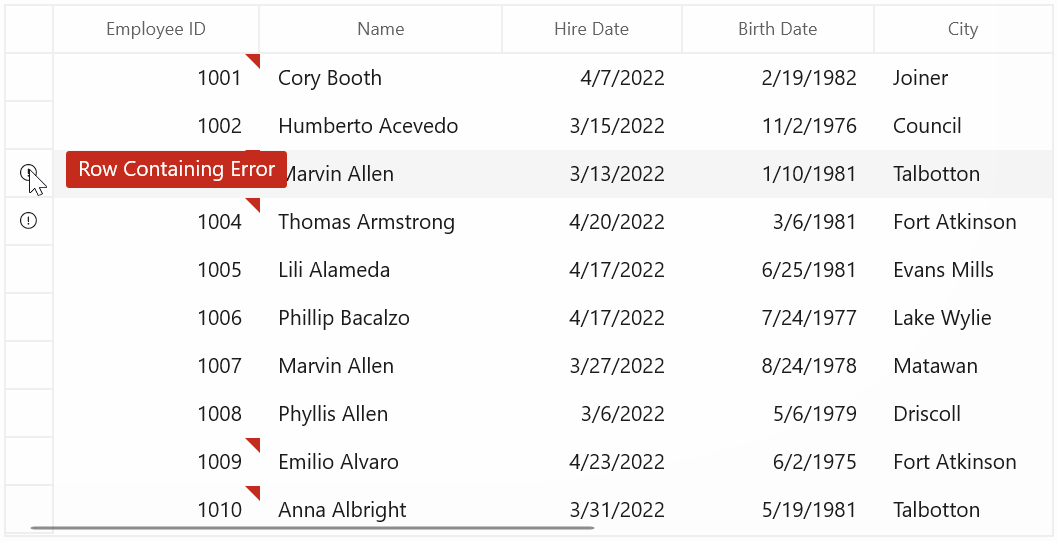 Employee ID Name Hire Date Birth Date City
1001 Cory Booth 4/7/2022 2/19/1982 Joiner
1002 Humberto Acevedo 3/15/2022 11/2/1976 Council
Row Containing Error Marvin Allen 3/13/2022 1/10/1981 Talbotton
1004 Thomas Armstrong 4/20/2022 3/6/1981 Fort Atkinson
1005 Lili Alameda 4/17/2022 6/25/1981 Evans Mills
1006 Phillip Bacalzo 4/17/2022 7/24/1977 Lake Wylie
1007 Marvin Allen 3/27/2022 8/24/1978 Matawan
1008 Phyllis Allen 3/6/2022 5/6/1979 Driscoll
1009 Emilio Alvaro 4/23/2022 6/2/1975 Fort Atkinson
1010 Anna Albright 3/31/2022 5/19/1981 Talbotton